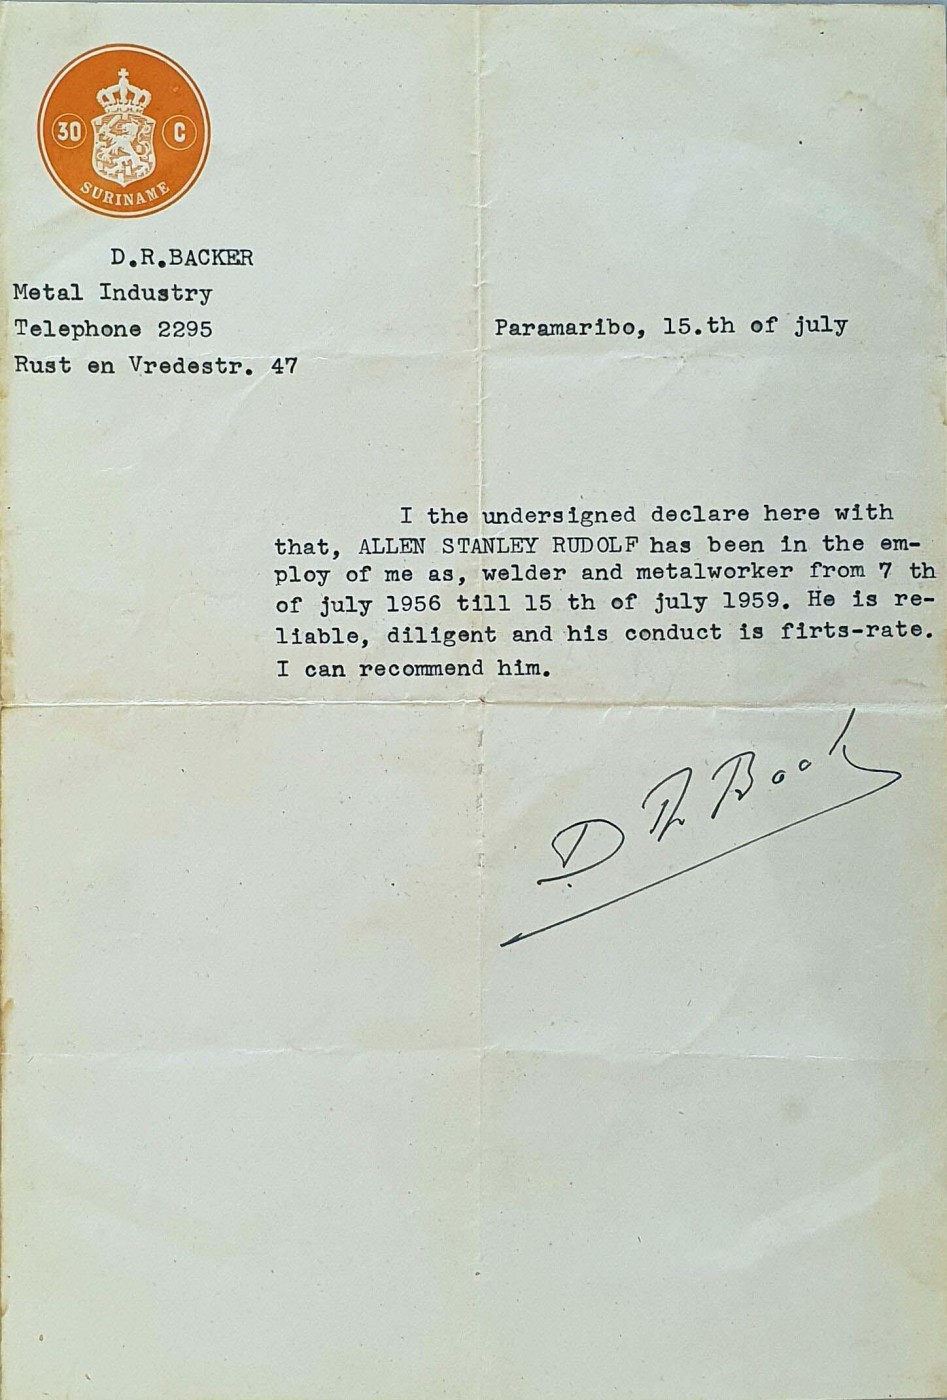 30 C
SURINAME
D.R.BACKER
Metal Industry
Telephone 2295
Rust en Vredestr. 47
Paramaribo, 15.th of july
I the undersigned declare here with
that, ALLEN STANLEY RUDOLF has been in the em-
ploy of me as, welder and metalworker from 7 th
of july 1956 till 15 th of july 1959. He is re-
liable, diligent and his conduct is firts-rate.
I can recommend him.
D R